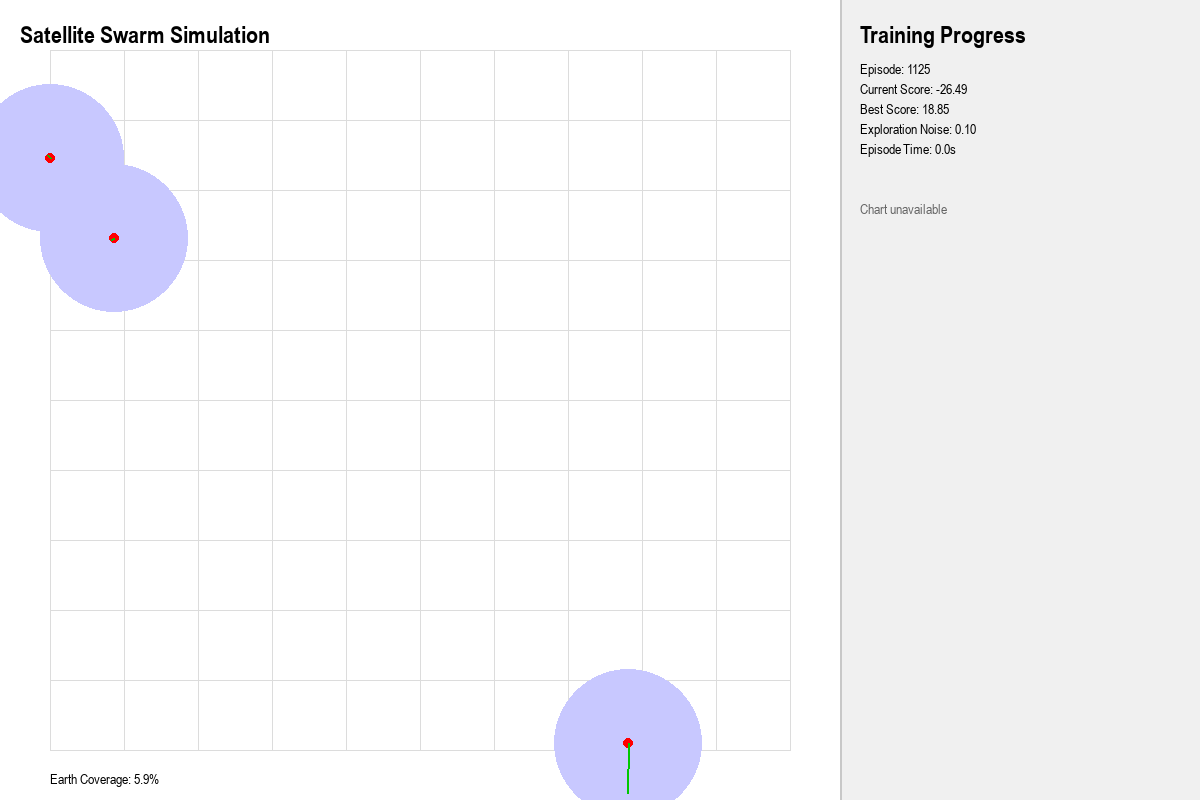 Satellite Swarm Simulation
Earth Coverage: 5.9%
Training Progress
Episode: 1125
Current Score: -26.49
Best Score: 18.85
Exploration Noise: 0.10
Episode Time: 0.0s
Chart unavailable